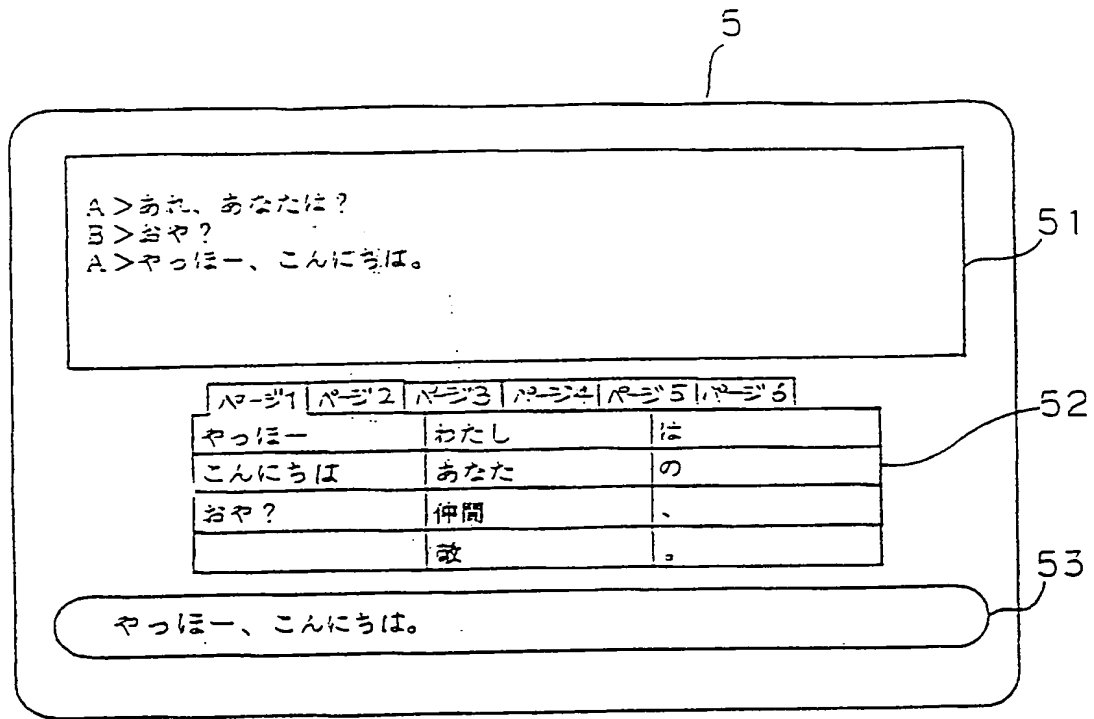 5
A＞あれ、あなたは？
B＞おや？
A＞やっほー、こんにちは。
51
ページ1 ページ2 ページ3 ページ4 ページ5 ページ6
52
やっほー わたし は
こんにちは あなた の
おや？ 仲間 、
敵 。
53
やっほー、こんにちは。